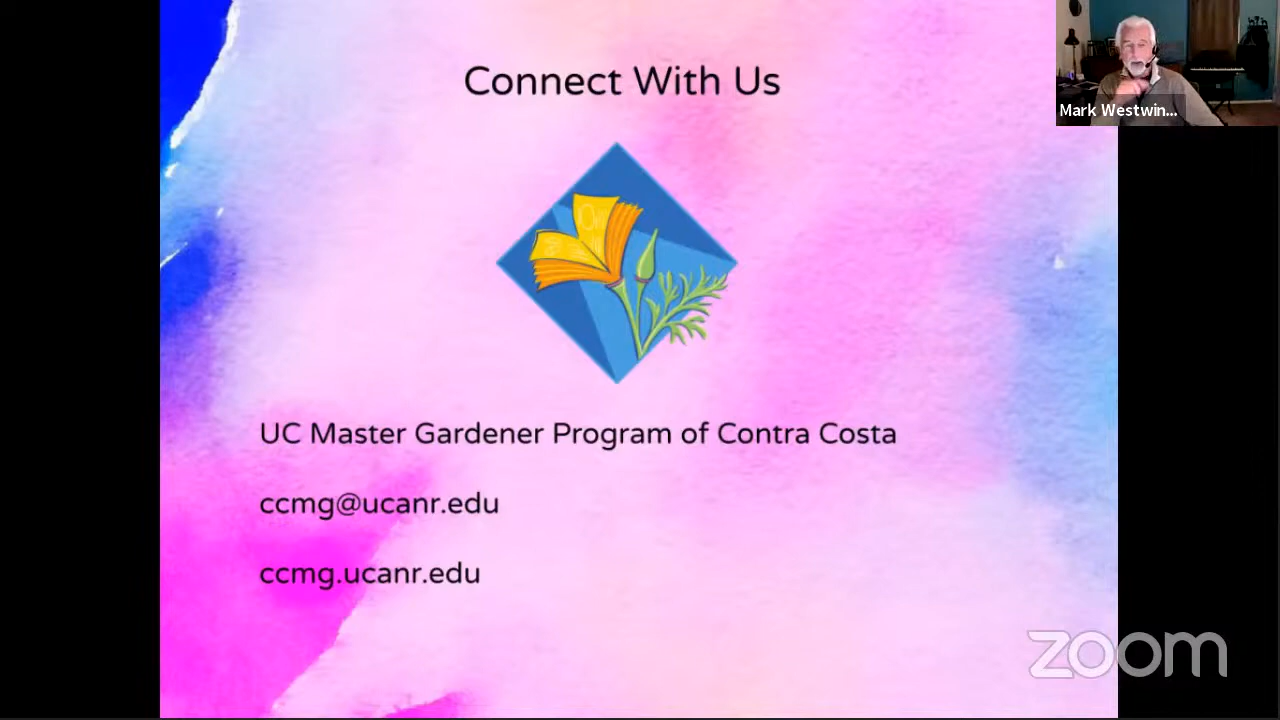 Connect With Us
Mark Westwin...
UC Master Gardener Program of Contra Costa
ccmg@ucanr.edu
ccmg.ucanr.edu
zoom